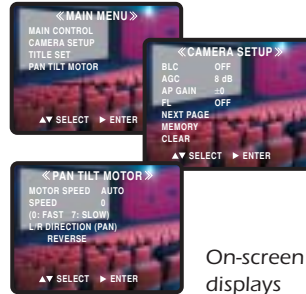 ≪MAIN MENU≫
MAIN CONTROL
CAMERA SETUP
TITLE SET
PAN TILT MOTOR
▲▼ SELECT ▶ ENTER
≪CAMERA SETUP≫
BLC OFF
AGC 8 dB
AP GAIN ±0
FL OFF
NEXT PAGE
MEMORY
CLEAR
▲▼ SELECT ▶ ENTER
≪PAN TILT MOTOR≫
MOTOR SPEED AUTO
SPEED 0
(0: FAST 7: SLOW)
L/R DIRECTION (PAN)
REVERSE
▲▼ SELECT ▶ ENTER
On-screen
displays